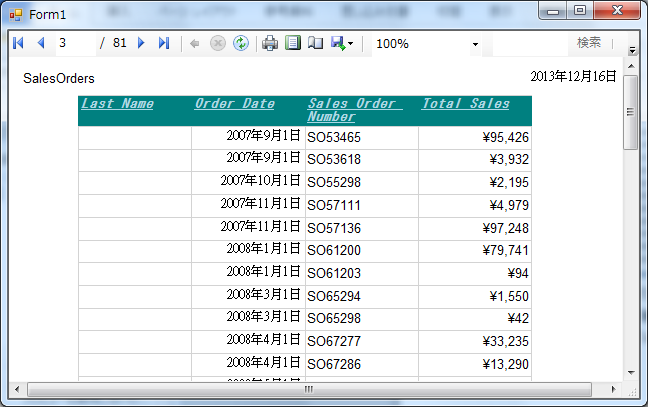 Form1
3 / 81 100% 検索
SalesOrders 2013年12月16日
Last Name Order Date Sales Order Number Total Sales
2007年9月1日 SO53465 ¥95,426
2007年9月1日 SO53618 ¥3,932
2007年10月1日 SO55298 ¥2,195
2007年11月1日 SO57111 ¥4,979
2007年11月1日 SO57136 ¥97,248
2008年1月1日 SO61200 ¥79,741
2008年1月1日 SO61203 ¥94
2008年3月1日 SO65294 ¥1,550
2008年3月1日 SO65298 ¥42
2008年4月1日 SO67277 ¥33,235
2008年4月1日 SO67286 ¥13,290